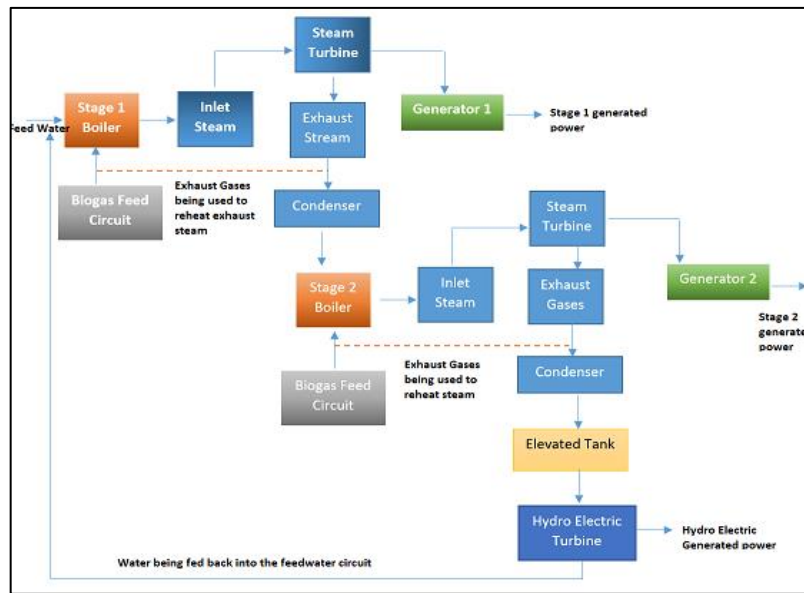 Steam
Turbine
Stage 1
Boiler
Inlet
Steam
Generator 1
Stage 1 generated
power
Feed Water
Exhaust
Stream
Biogas Feed
Circuit
Exhaust Gases
being used to
reheat exhaust
steam
Condenser
Steam
Turbine
Stage 2
Boiler
Inlet
Steam
Exhaust
Gases
Generator 2
Stage 2
generate
power
Biogas Feed
Circuit
Exhaust Gases
being used to
reheat steam
Condenser
Elevated Tank
Hydro Electric
Turbine
Hydro Electric
Generated power
Water being fed back into the feedwater circuit